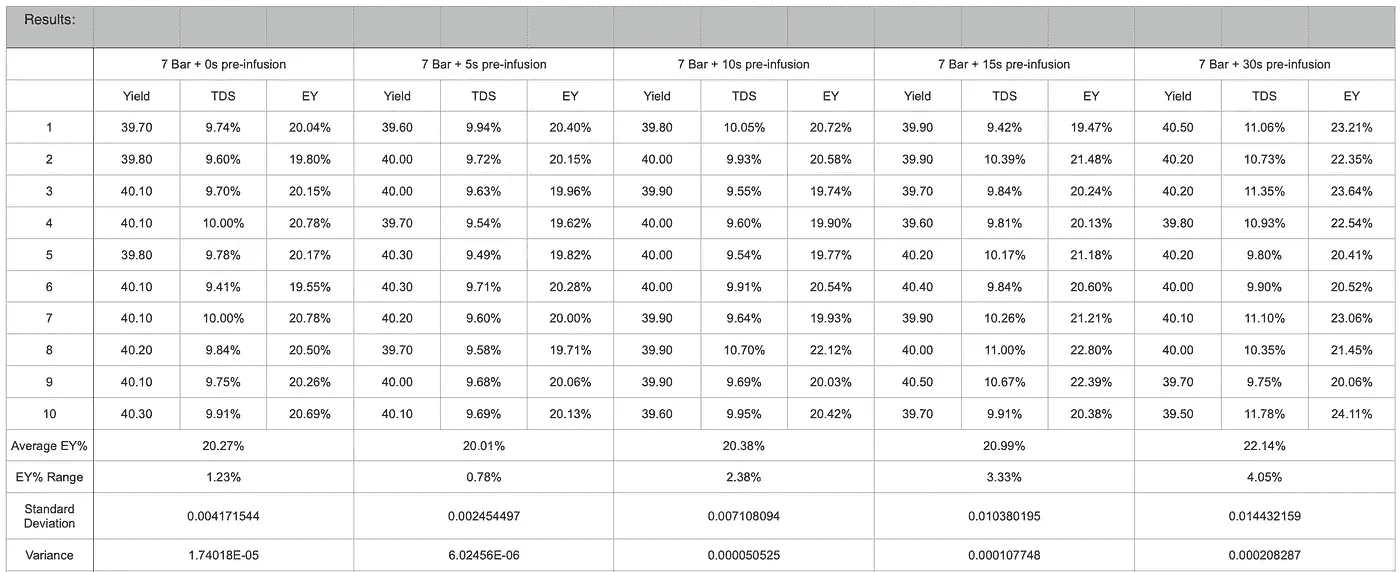 Results:
7 Bar + 0s pre-infusion 7 Bar + 5s pre-infusion 7 Bar + 10s pre-infusion 7 Bar + 15s pre-infusion 7 Bar + 30s pre-infusion
Yield TDS EY Yield TDS EY Yield TDS EY Yield TDS EY Yield TDS EY
1 39.70 9.74% 20.04% 39.60 9.94% 20.40% 39.80 10.05% 20.72% 39.90 9.42% 19.47% 40.50 11.06% 23.21%
2 39.80 9.60% 19.80% 40.00 9.72% 20.15% 40.00 9.93% 20.58% 39.90 10.39% 21.48% 40.20 10.73% 22.35%
3 40.10 9.70% 20.15% 40.00 9.63% 19.96% 39.90 9.55% 19.74% 39.70 9.84% 20.24% 40.20 11.35% 23.64%
4 40.10 10.00% 20.78% 39.70 9.54% 19.62% 40.00 9.60% 19.90% 39.60 9.81% 20.13% 39.80 10.93% 22.54%
5 39.80 9.78% 20.17% 40.30 9.49% 19.82% 40.00 9.54% 19.77% 40.20 10.17% 21.18% 40.20 9.80% 20.41%
6 40.10 9.41% 19.55% 40.30 9.71% 20.28% 40.00 9.91% 20.54% 40.40 9.84% 20.60% 40.00 9.90% 20.52%
7 40.10 10.00% 20.78% 40.20 9.60% 20.00% 39.90 9.64% 19.93% 39.90 10.26% 21.21% 40.10 11.10% 23.06%
8 40.20 9.84% 20.50% 39.70 9.58% 19.71% 39.90 10.70% 22.12% 40.00 11.00% 22.80% 40.00 10.35% 21.45%
9 40.10 9.75% 20.26% 40.00 9.68% 20.06% 39.90 9.69% 20.03% 40.50 10.67% 22.39% 39.70 9.75% 20.06%
10 40.30 9.91% 20.69% 40.10 9.69% 20.13% 39.60 9.95% 20.42% 39.70 9.91% 20.38% 39.50 11.78% 24.11%
Average EY% 20.27% 20.01% 20.38% 20.99% 22.14%
EY% Range 1.23% 0.78% 2.38% 3.33% 4.05%
Standard
Deviation 0.004171544 0.002454497 0.007108094 0.010380195 0.014432159
Variance 1.74018E-05 6.02456E-06 0.000050525 0.000107748 0.000208287